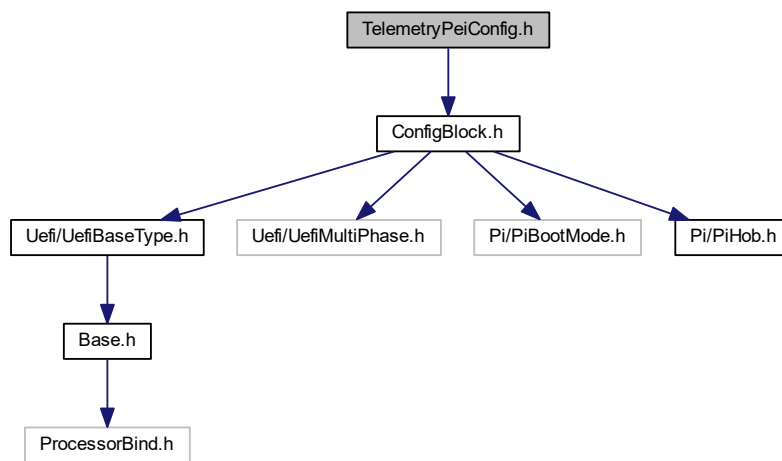 TelemetryPeiConfig.h
ConfigBlock.h
Uefi/UefiBaseType.h
Uefi/UefiMultiPhase.h
Pi/PiBootMode.h
Pi/PiHob.h
Base.h
ProcessorBind.h